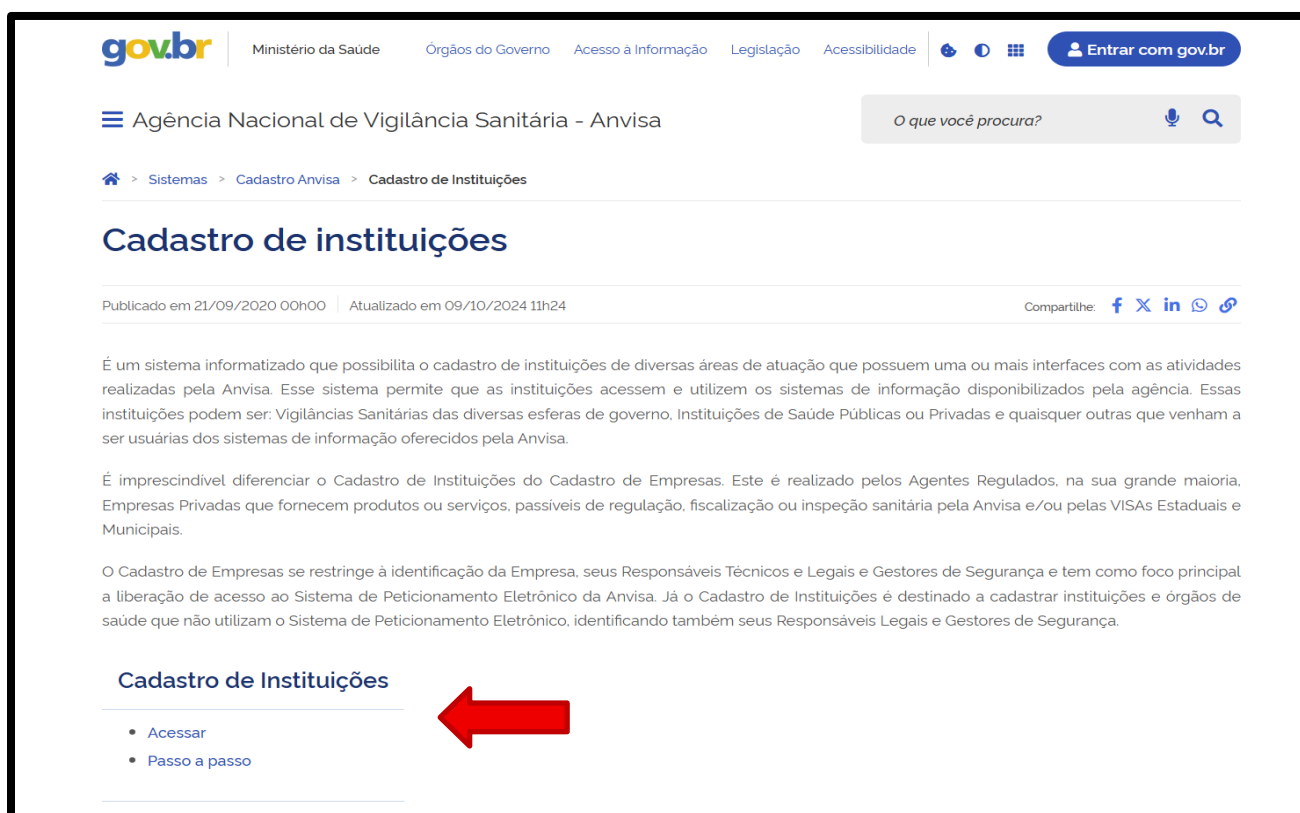 gov.br
Ministério da Saúde
Órgãos do Governo
Acesso à Informação
Legislação
Acessibilidade
Entrar com gov.br
Agência Nacional de Vigilância Sanitária - Anvisa
O que você procura?
> Sistemas > Cadastro Anvisa > Cadastro de Instituições
Cadastro de instituições
Publicado em 21/09/2020 00h00 | Atualizado em 09/10/2024 11h24
Compartilhe:
É um sistema informatizado que possibilita o cadastro de instituições de diversas áreas de atuação que possuem uma ou mais interfaces com as atividades
realizadas pela Anvisa. Esse sistema permite que as instituições acessem e utilizem os sistemas de informação disponibilizados pela agência. Essas
instituições podem ser: Vigilâncias Sanitárias das diversas esferas de governo, Instituições de Saúde Públicas ou Privadas e quaisquer outras que venham a
ser usuárias dos sistemas de informação oferecidos pela Anvisa.
É imprescindível diferenciar o Cadastro de Instituições do Cadastro de Empresas. Este é realizado pelos Agentes Regulados, na sua grande maioria,
Empresas Privadas que fornecem produtos ou serviços, passíveis de regulação, fiscalização ou inspeção sanitária pela Anvisa e/ou pelas VISAs Estaduais e
Municipais.
O Cadastro de Empresas se restringe à identificação da Empresa, seus Responsáveis Técnicos e Legais e Gestores de Segurança e tem como foco principal
a liberação de acesso ao Sistema de Peticionamento Eletrônico da Anvisa. Já o Cadastro de Instituições é destinado a cadastrar instituições e órgãos de
saúde que não utilizam o Sistema de Peticionamento Eletrônico, identificando também seus Responsáveis Legais e Gestores de Segurança.
Cadastro de Instituições
• Acessar
• Passo a passo